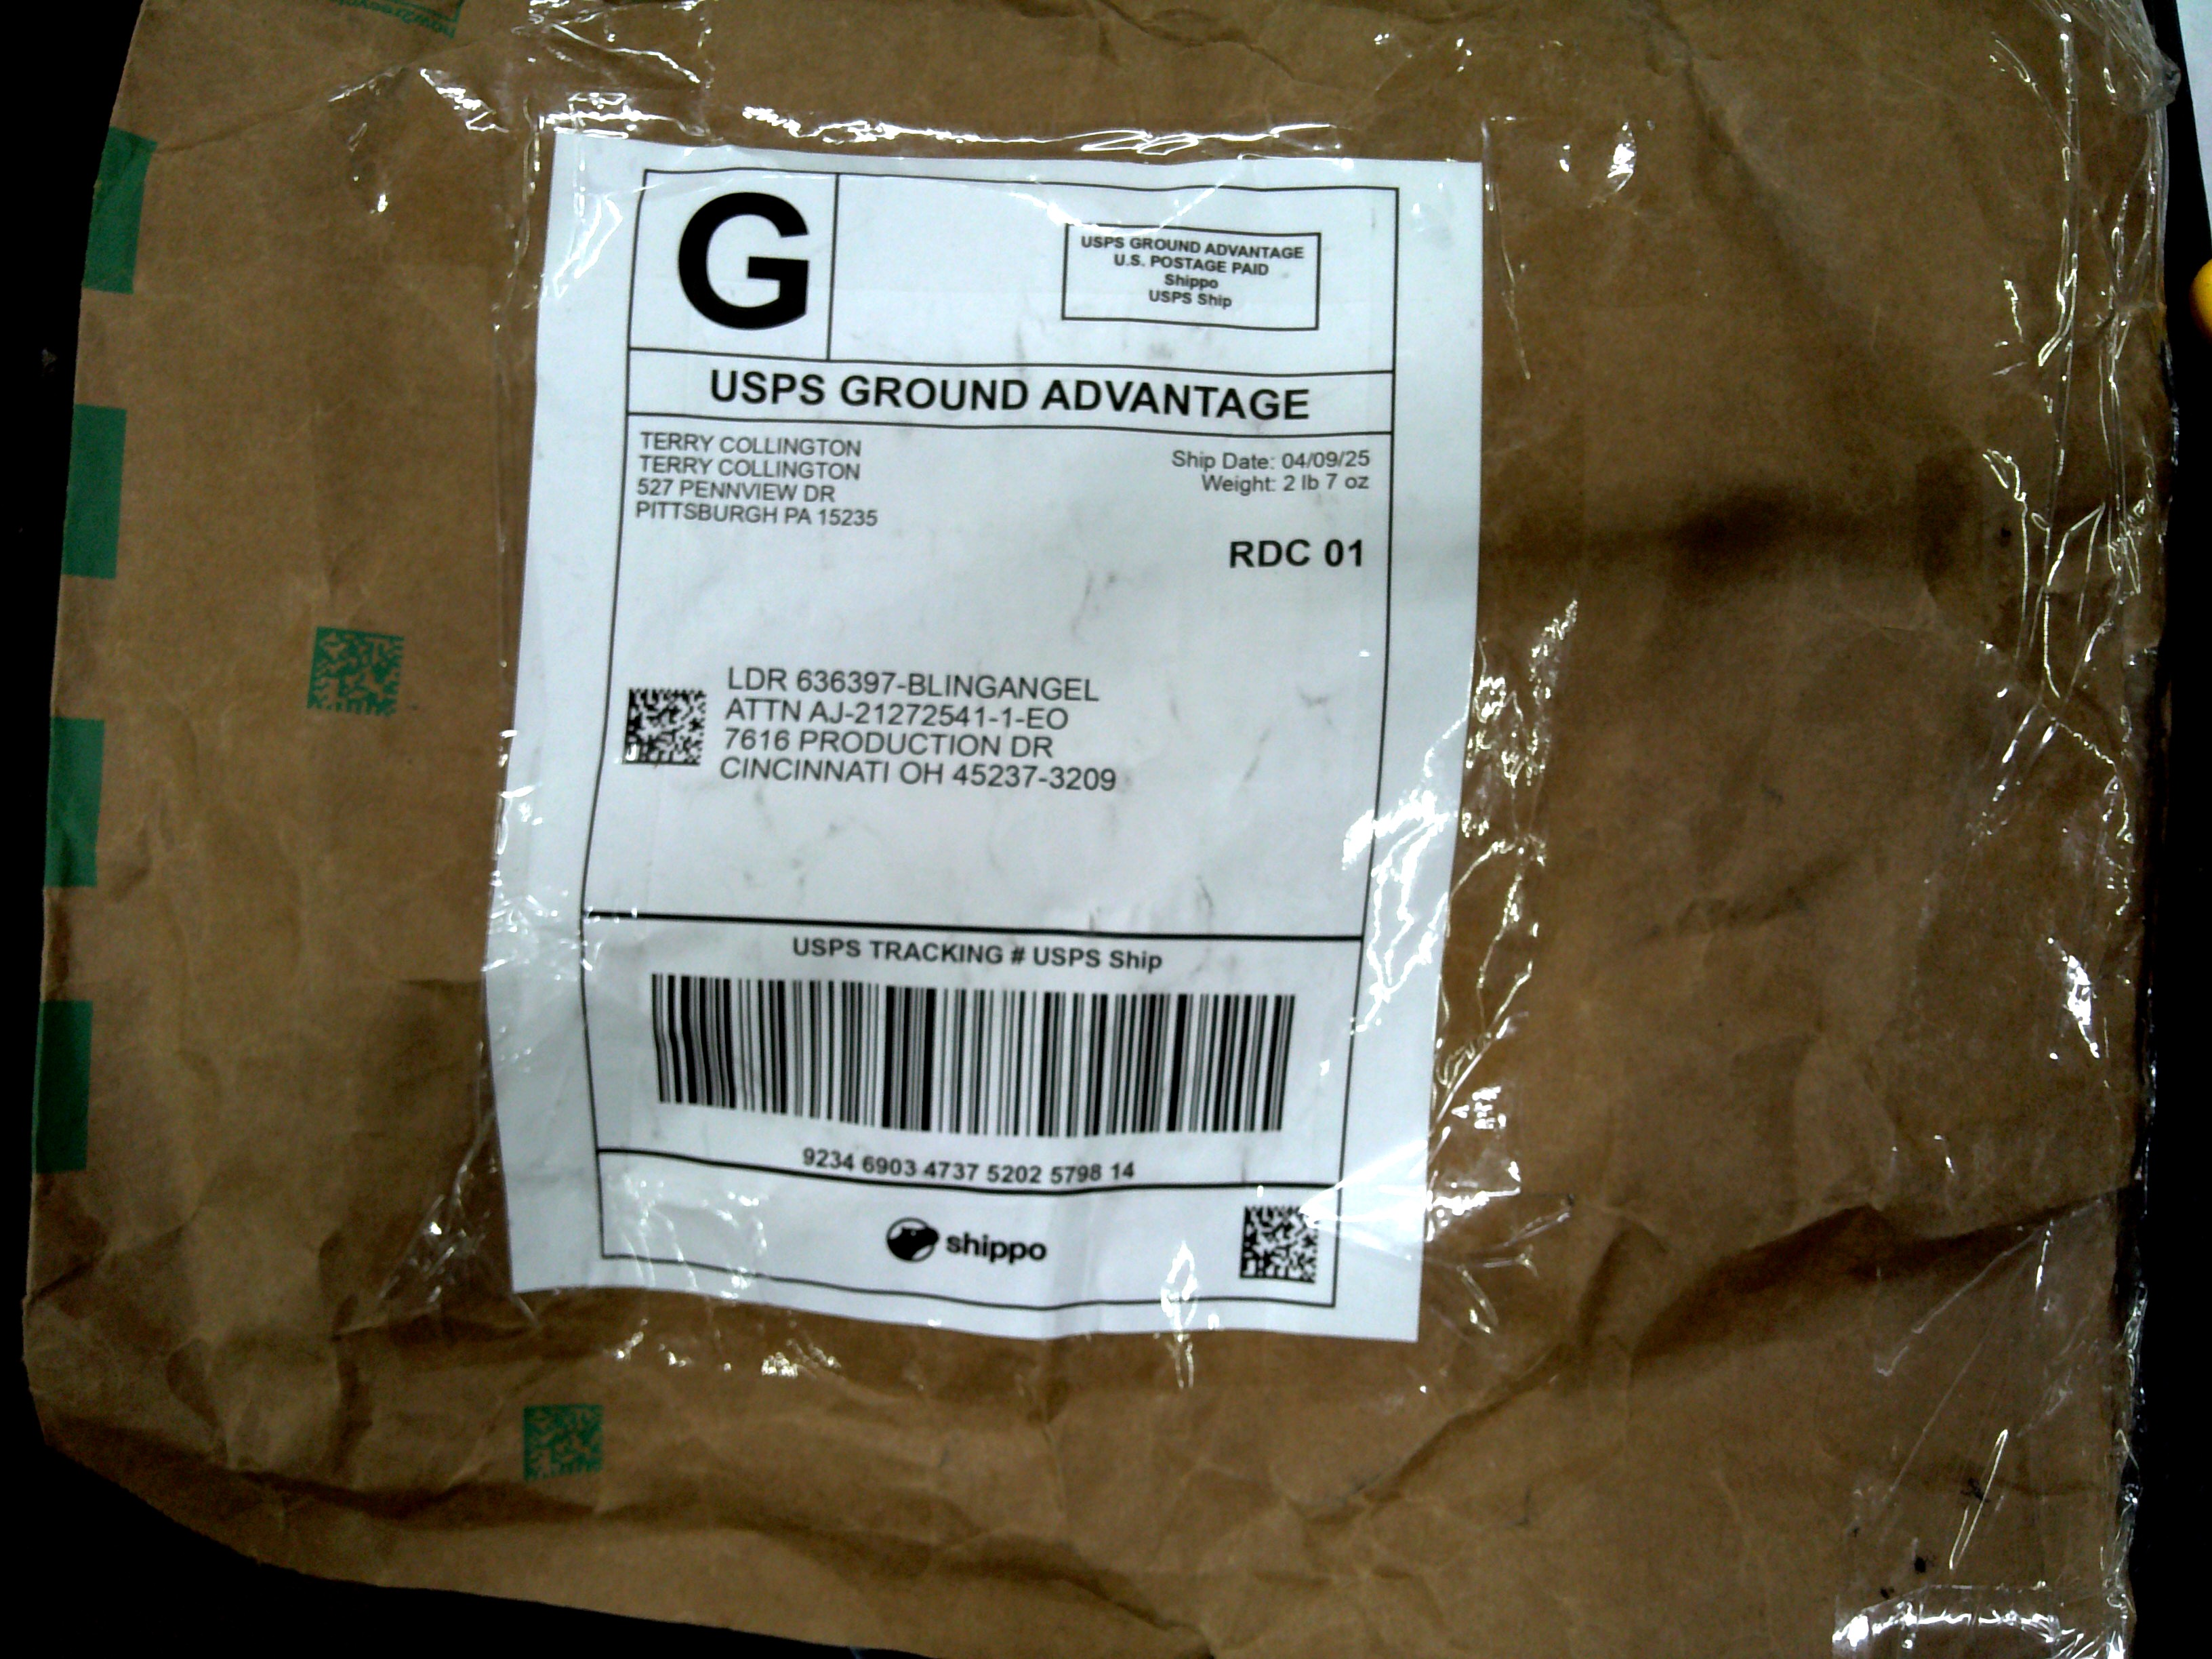 G
USPS GROUND ADVANTAGE
U.S. POSTAGE PAID
Shippo
USPS Ship
USPS GROUND ADVANTAGE
TERRY COLLINGTON
TERRY COLLINGTON
527 PENNVIEW DR
PITTSBURGH PA 15235
Ship Date: 04/09/25
Weight: 2 lb 7 oz
RDC 01
LDR 636397-BLINGANGEL
ATTN AJ-21272541-1-EO
7616 PRODUCTION DR
CINCINNATI OH 45237-3209
USPS TRACKING # USPS Ship
9234 6903 4737 5202 5798 14
shippo